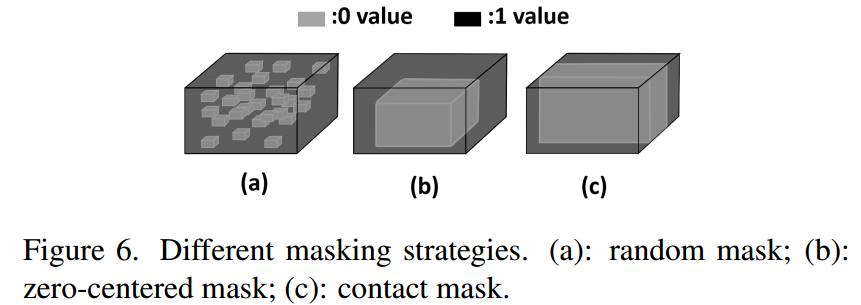 :0 value :1 value
(a) (b) (c)
Figure 6. Different masking strategies. (a): random mask; (b):
zero-centered mask; (c): contact mask.